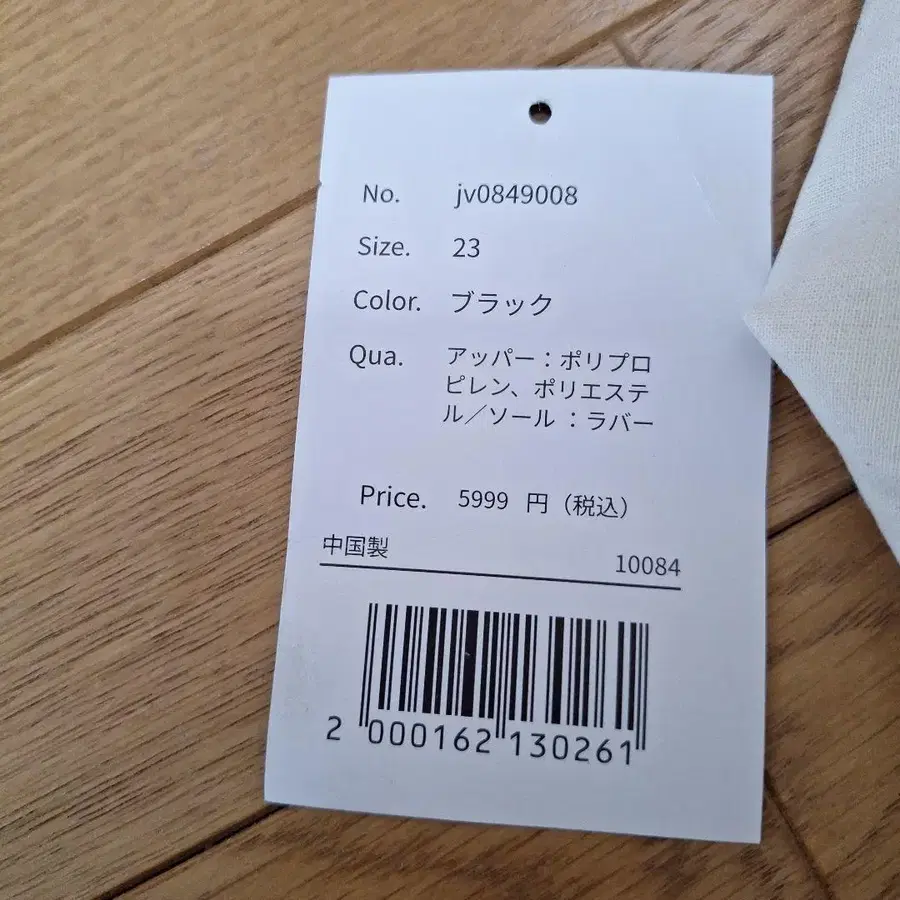 No. jv0849008
Size. 23
Color. ブラック
Qua. アッパー：ポリプロ
ピレン、ポリエステ
ル／ソール ：ラバー
Price. 5999 円（税込）
中国製 10084
2 000162 130261